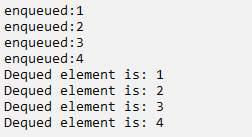 enqueued:1
enqueued:2
enqueued:3
enqueued:4
Dequed element is: 1
Dequed element is: 2
Dequed element is: 3
Dequed element is: 4